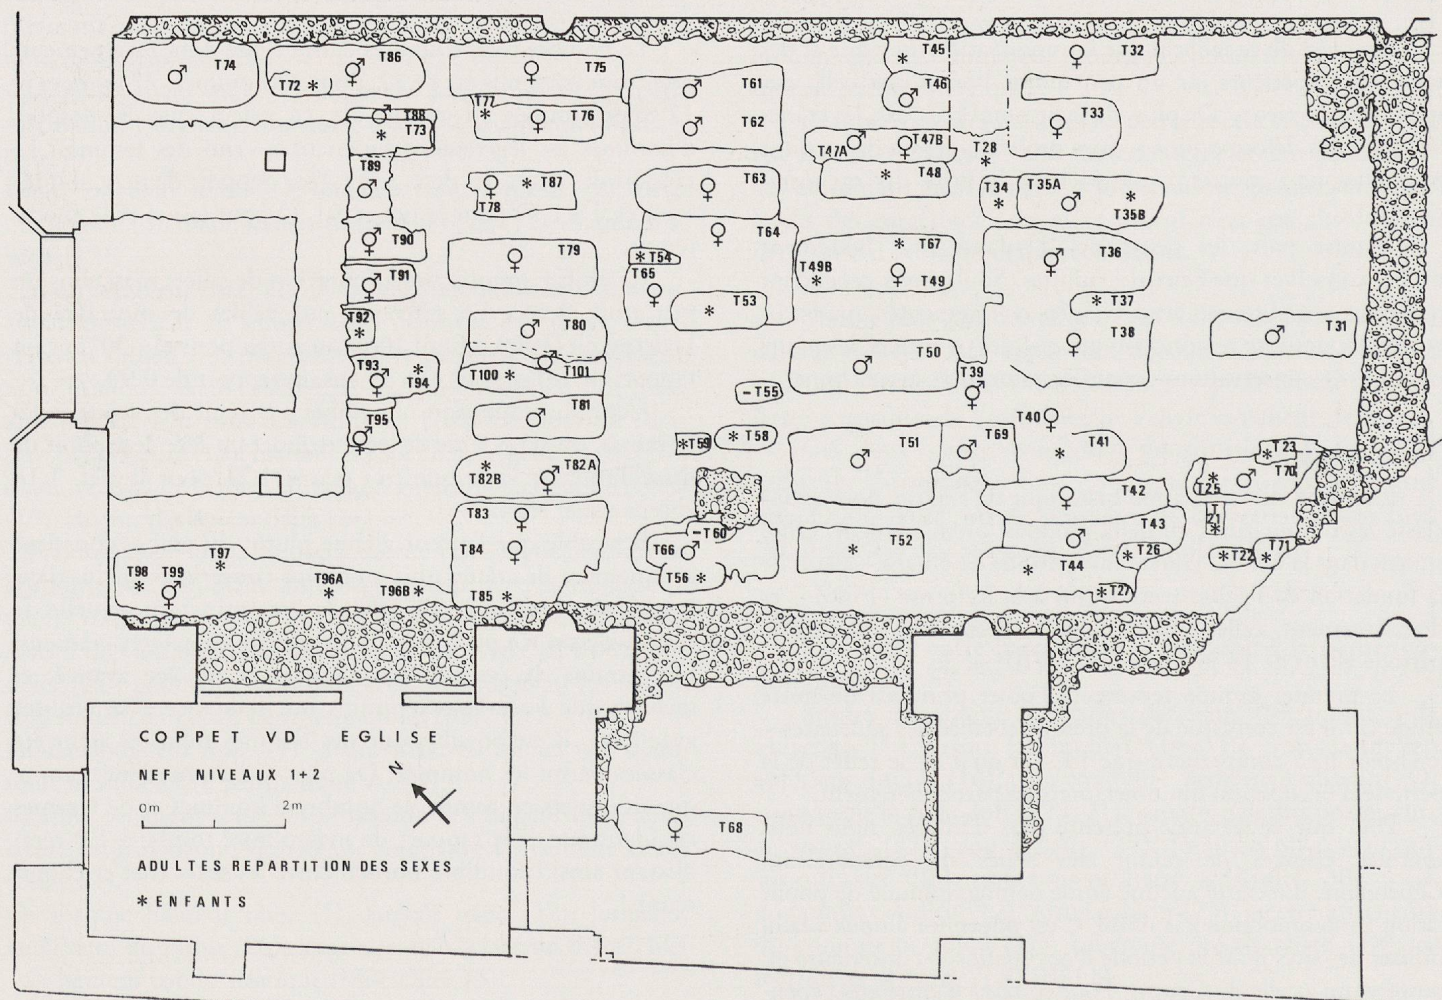 T74
T86
T72 *
T75
T77 *
T76
T61
T62
T45 *
T46
T32
T33
T88
T73 *
T47A
T47B
T28 *
T89
* T87
T78
T63
T48 *
T34 *
T35A
T35B *
T90
T79
T64
T67 *
T49B *
T49
T36
* T54
T65
T91
T53 *
T37 *
T92 *
T80
T38
T31
T101
T100 *
T50
T39
T93
T94 *
- T55
T81
T40
T95
* T59
* T58
T51
T69
T41 *
T23 *
T82A
T82B *
T70
T25 *
T42
T83
T21 *
T43
- T60
T84
T66
T52 *
T26 *
T22 *
T71 *
T97 *
T98 *
T99
T96A *
T96B *
T56 *
T44 *
T85 *
* T27
COPPET VD EGLISE
NEF NIVEAUX 1+2
N
0m 2m
T68
ADULTES REPARTITION DES SEXES
* ENFANTS